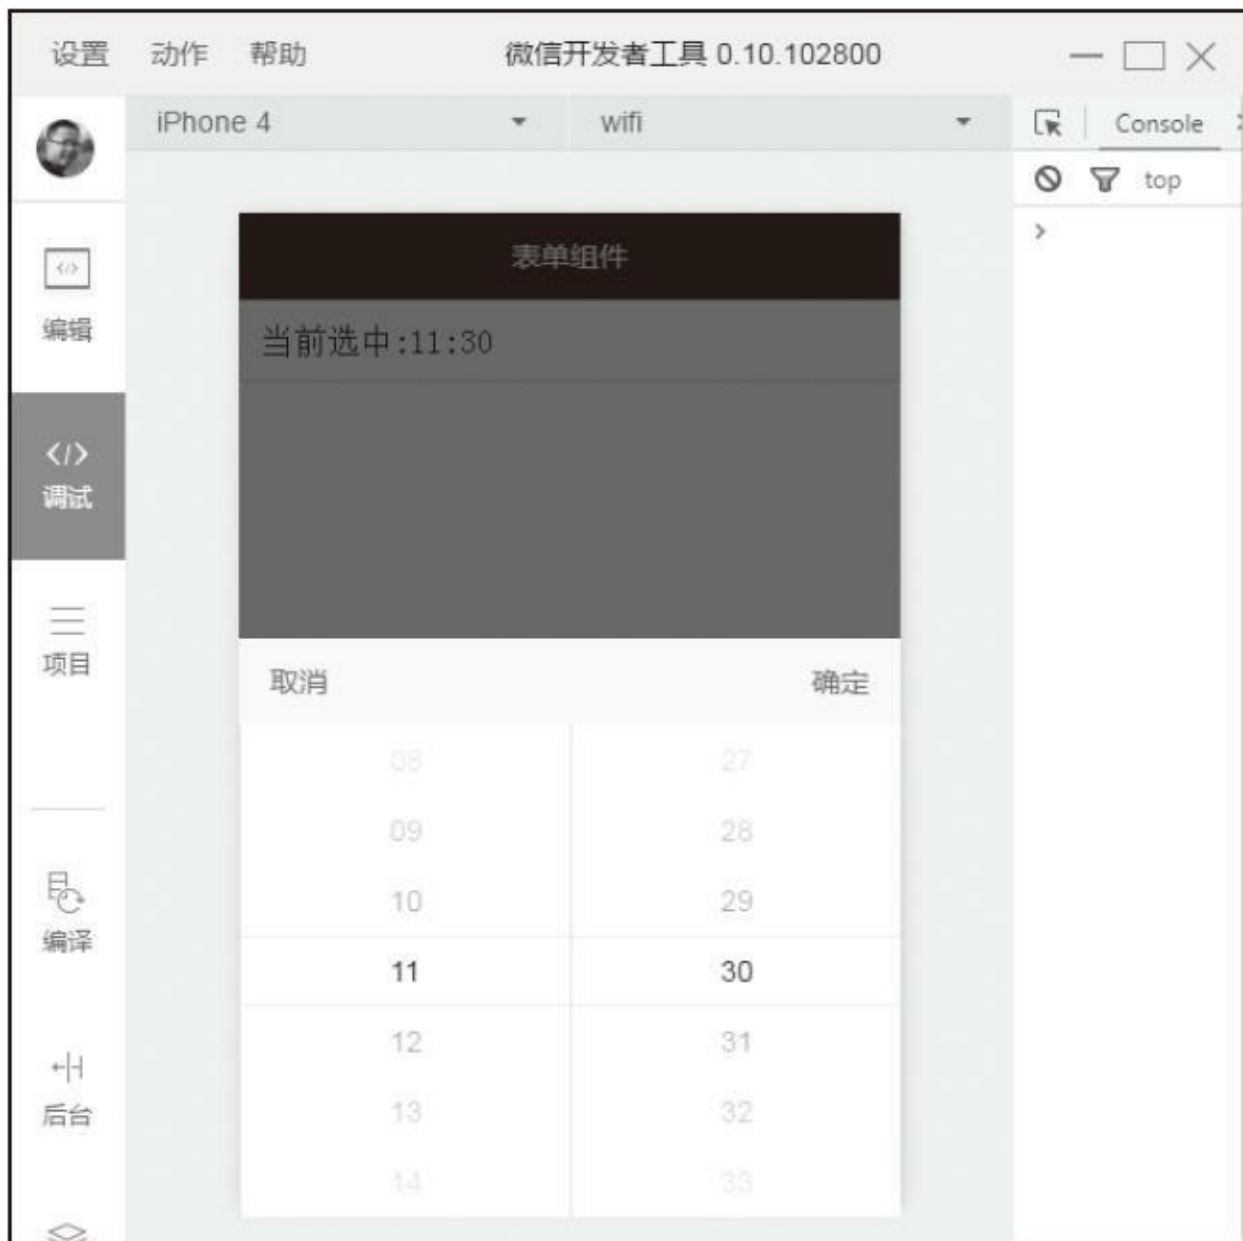 设置 动作 帮助 微信开发者工具 0.10.102800
iPhone 4 wifi Console
top
编辑
调试
项目
编译
后台
表单组件
当前选中:11:30
取消 确定
08 27
09 28
10 29
11 30
12 31
13 32
14 33